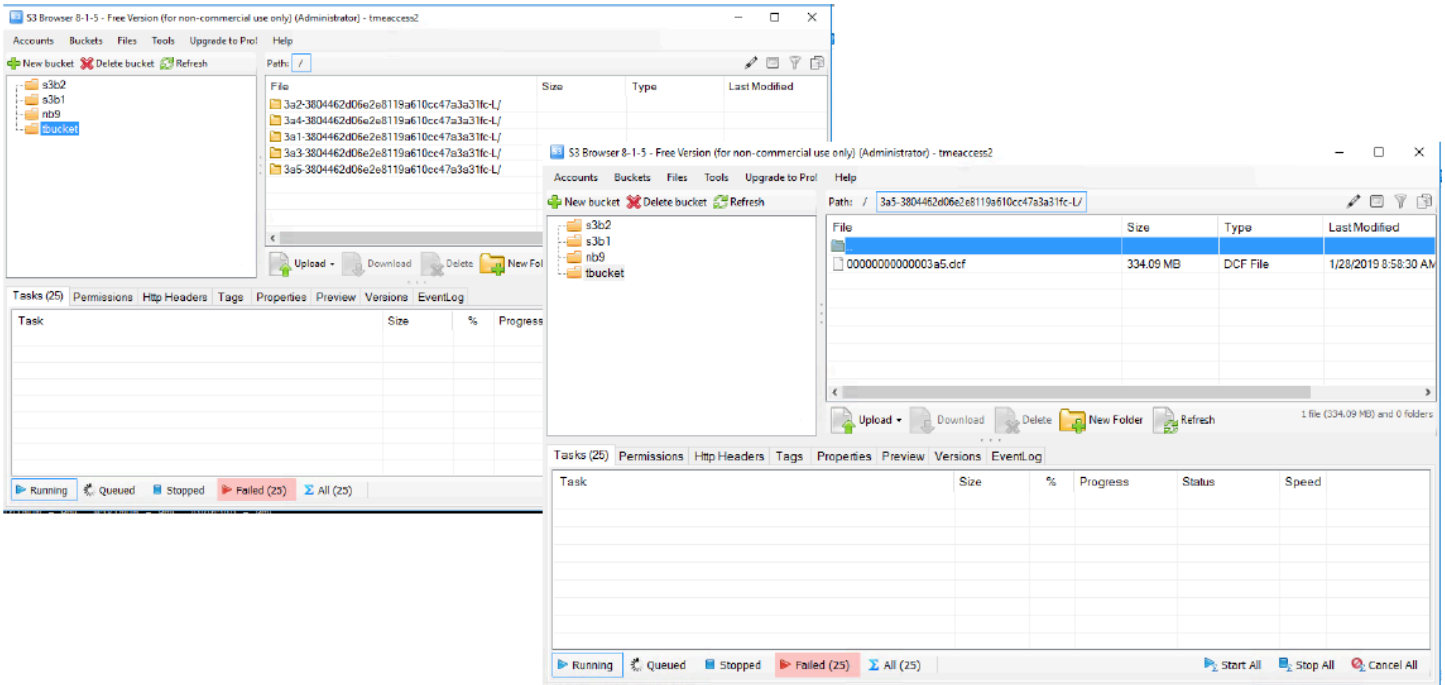 S3 Browser 8-1-5 - Free Version (for non-commercial use only) (Administrator) - tmeaccess2
Accounts Buckets Files Tools Upgrade to Pro! Help
New bucket Delete bucket Refresh Path: /
s3b2
s3b1
nb9
tbucket
File Size Type Last Modified
3a2-3804462d06e2e8119a610cc47a3a31fc-L/
3a4-3804462d06e2e8119a610cc47a3a31fc-L/
3a1-3804462d06e2e8119a610cc47a3a31fc-L/
3a3-3804462d06e2e8119a610cc47a3a31fc-L/
3a5-3804462d06e2e8119a610cc47a3a31fc-L/
Upload Download Delete New Fol
Tasks (25) Permissions Http Headers Tags Properties Preview Versions EventLog
Task Size % Progress
Running Queued Stopped Failed (25) All (25)
S3 Browser 8-1-5 - Free Version (for non-commercial use only) (Administrator) - tmeaccess2
Accounts Buckets Files Tools Upgrade to Pro! Help
New bucket Delete bucket Refresh Path: / 3a5-3804462d06e2e8119a610cc47a3a31fc-L/
s3b2
s3b1
nb9
tbucket
File Size Type Last Modified
..
00000000000003a5.dcf 334.09 MB DCF File 1/28/2019 8:58:30 AM
Upload Download Delete New Folder Refresh 1 file (334.09 MB) and 0 folders
Tasks (25) Permissions Http Headers Tags Properties Preview Versions EventLog
Task Size % Progress Status Speed
Running Queued Stopped Failed (25) All (25) Start All Stop All Cancel All